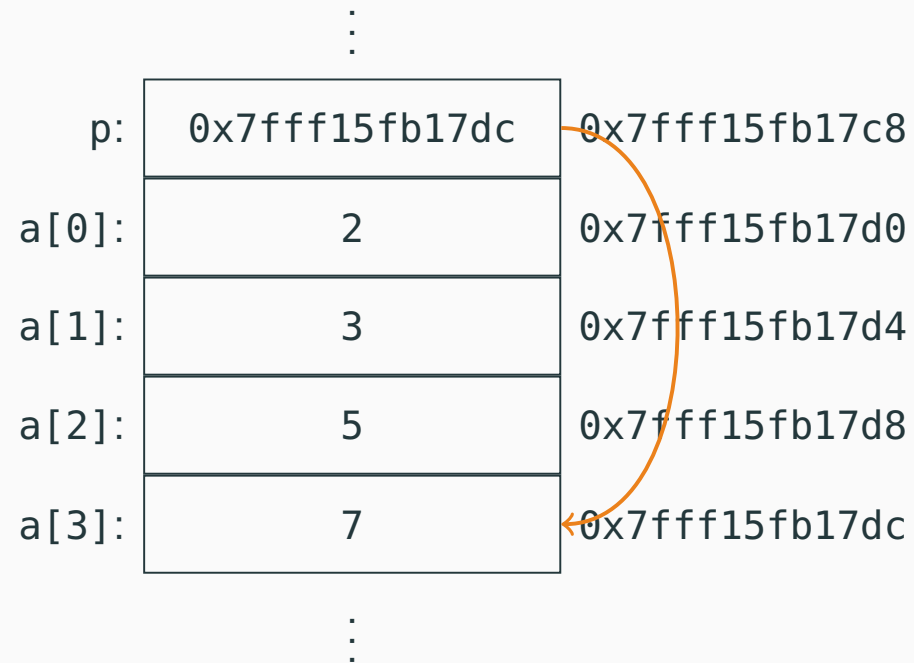 p: 0x7fff15fb17dc 0x7fff15fb17c8
a[0]: 2 0x7fff15fb17d0
a[1]: 3 0x7fff15fb17d4
a[2]: 5 0x7fff15fb17d8
a[3]: 7 0x7fff15fb17dc